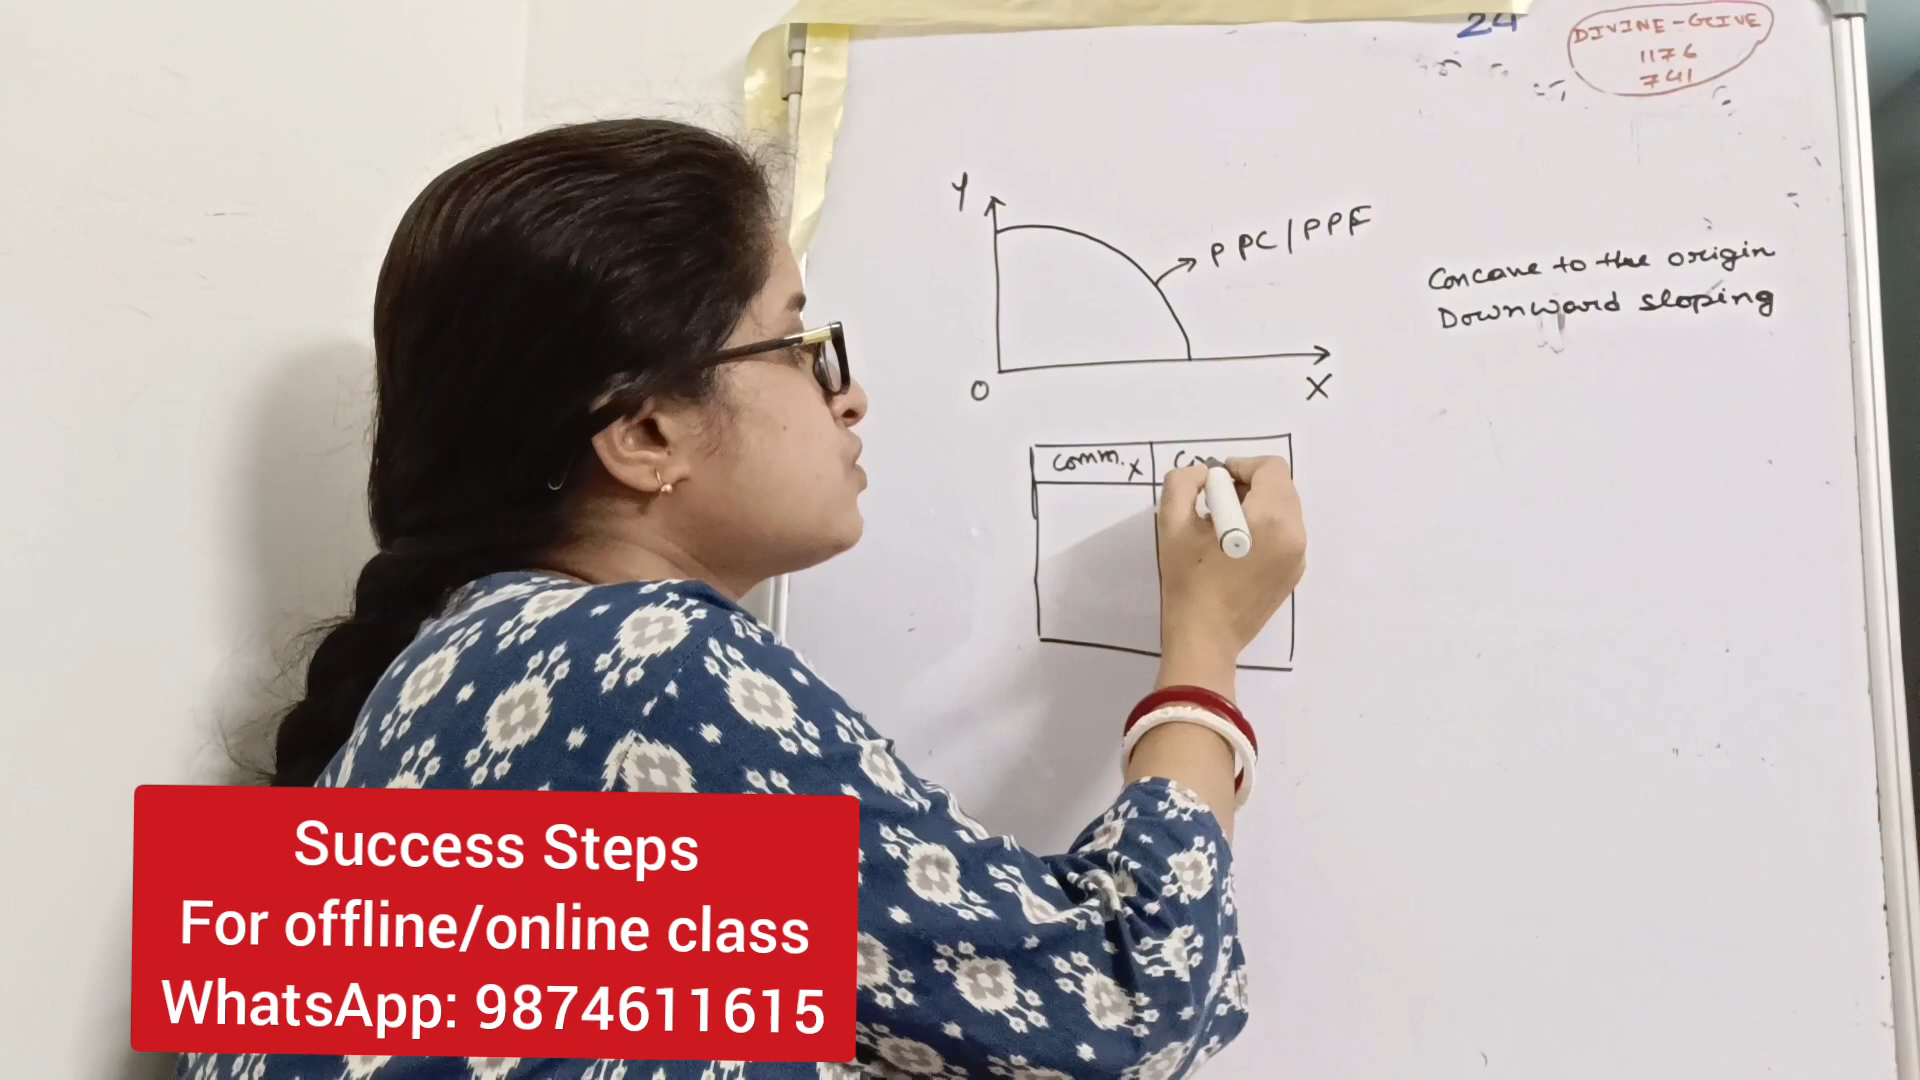 24
DIVINE-GIVE
1176
741
Y
PPC/PPF
Concave to the origin
Downward sloping
O
X
Comm. X
Success Steps
For offline/online class
WhatsApp: 9874611615